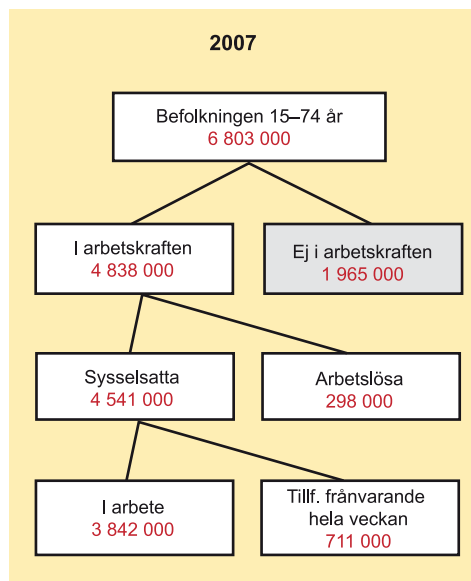 2007
Befolkningen 15–74 år
6 803 000
I arbetskraften
4 838 000
Ej i arbetskraften
1 965 000
Sysselsatta
4 541 000
Arbetslösa
298 000
I arbete
3 842 000
Tillf. frånvarande
hela veckan
711 000